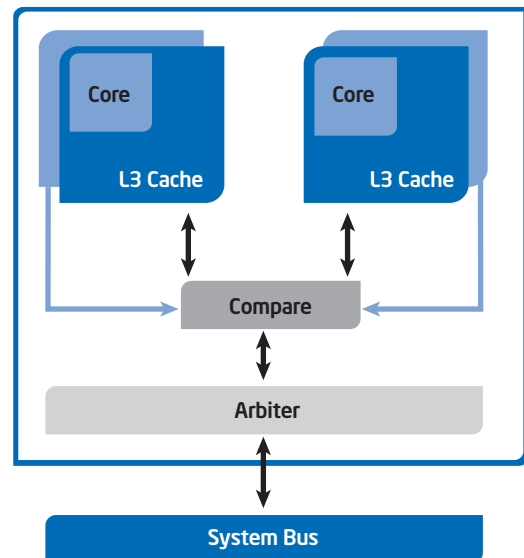 Core
Core
L3 Cache
L3 Cache
Compare
Arbiter
System Bus